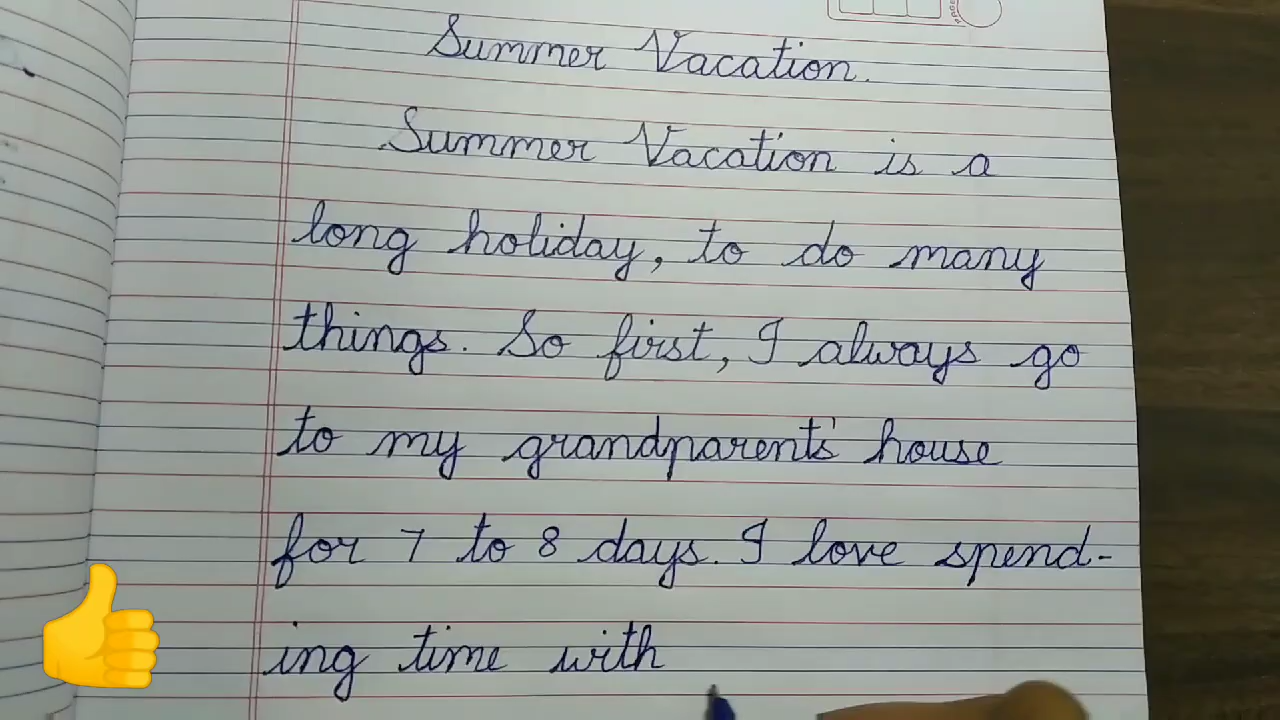 Summer Vacation.
Summer Vacation is a
long holiday, to do many
things. So first, I always go
to my grandparents' house
for 7 to 8 days. I love spend-
ing time with